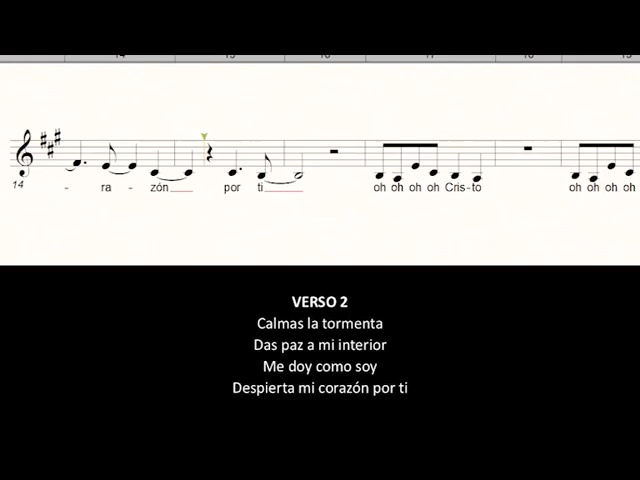 14 15 16 17 18 19
14 - ra - zón por ti oh oh oh oh Cris-to oh oh oh oh
VERSO 2
Calmas la tormenta
Das paz a mi interior
Me doy como soy
Despierta mi corazón por ti